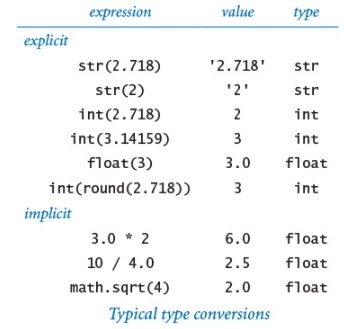 expression value type
explicit
str(2.718) '2.718' str
str(2) '2' str
int(2.718) 2 int
int(3.14159) 3 int
float(3) 3.0 float
int(round(2.718)) 3 int
implicit
3.0 * 2 6.0 float
10 / 4.0 2.5 float
math.sqrt(4) 2.0 float
Typical type conversions